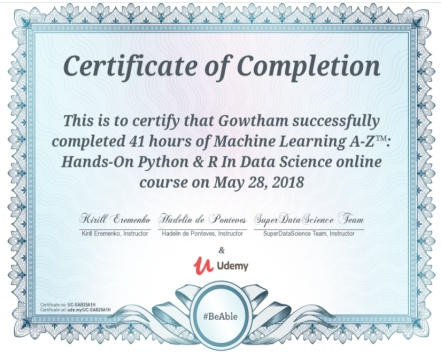 Certificate of Completion
This is to certify that Gowtham successfully
completed 41 hours of Machine Learning A-Z™:
Hands-On Python & R In Data Science online
course on May 28, 2018
Kirill Eremenko Hadelin de Ponteves SuperDataScience Team
Kirill Eremenko, Instructor Hadelin de Ponteves, Instructor SuperDataScience Team, Instructor
&
Udemy
Certificate no: UC-EAB25A1H
Certificate url: ude.my/UC-EAB25A1H
#BeAble